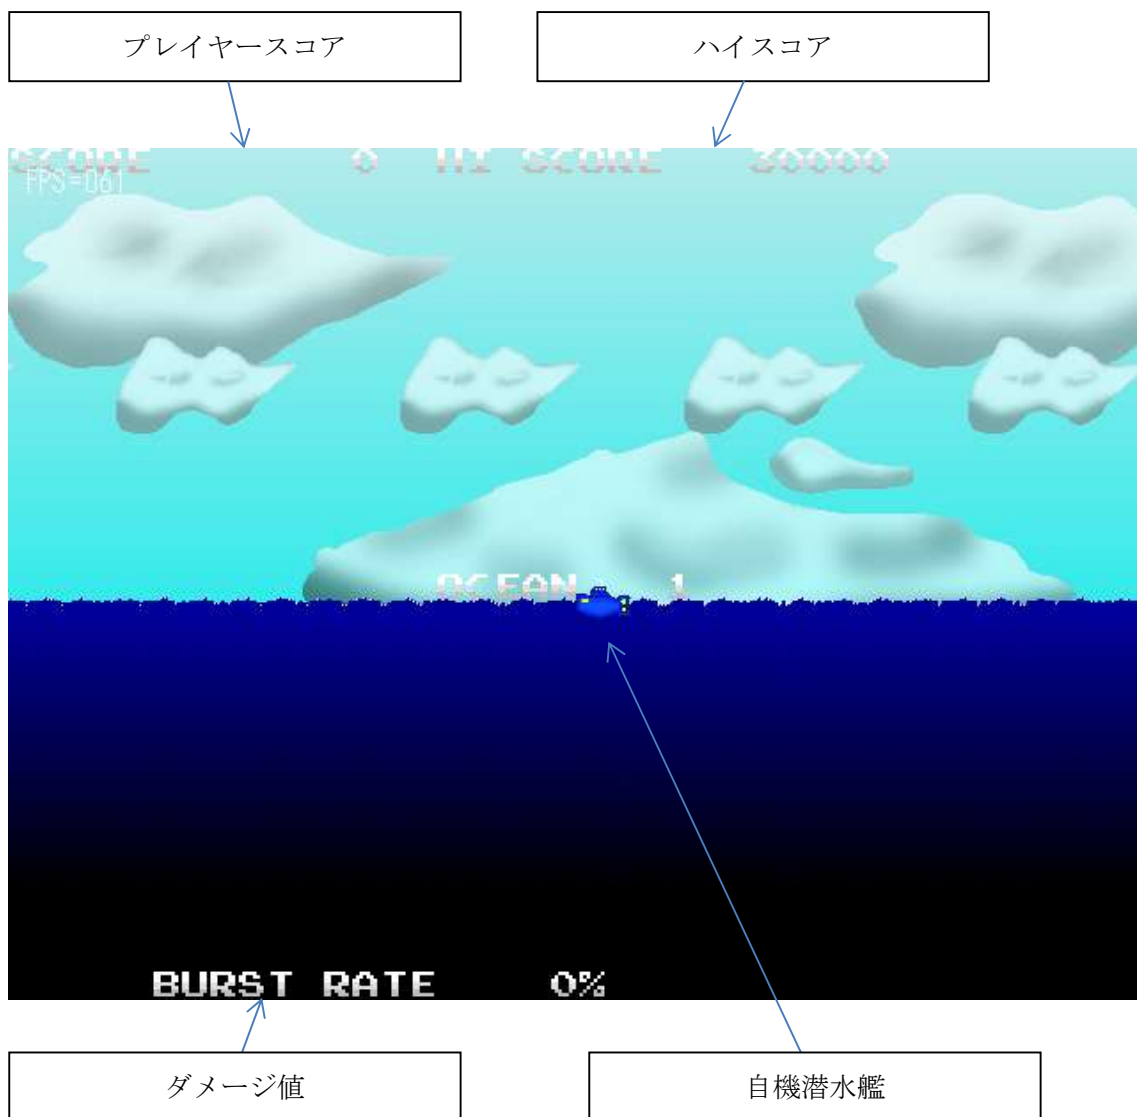 プレイヤースコア
ハイスコア
SCORE 0 HI SCORE 30000
FPS=061
OCEAN 1
BURST RATE 0%
ダメージ値
自機潜水艦